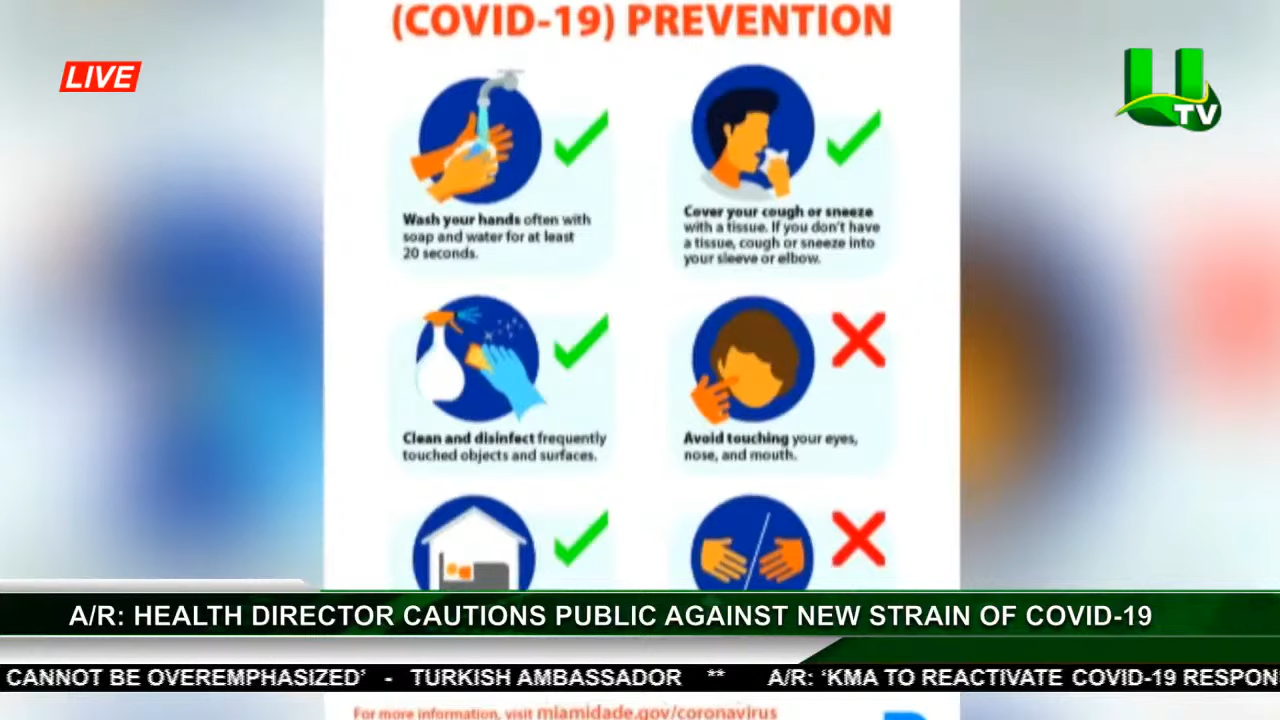 (COVID-19) PREVENTION
LIVE
U
TV
Wash your hands often with
soap and water for at least
20 seconds.
Cover your cough or sneeze
with a tissue. If you don't have
a tissue, cough or sneeze into
your sleeve or elbow.
Clean and disinfect frequently
touched objects and surfaces.
Avoid touching your eyes,
nose, and mouth.
A/R: HEALTH DIRECTOR CAUTIONS PUBLIC AGAINST NEW STRAIN OF COVID-19
CANNOT BE OVEREMPHASIZED' - TURKISH AMBASSADOR ** A/R: 'KMA TO REACTIVATE COVID-19 RESPON
For more information, visit miamidade.gov/coronavirus